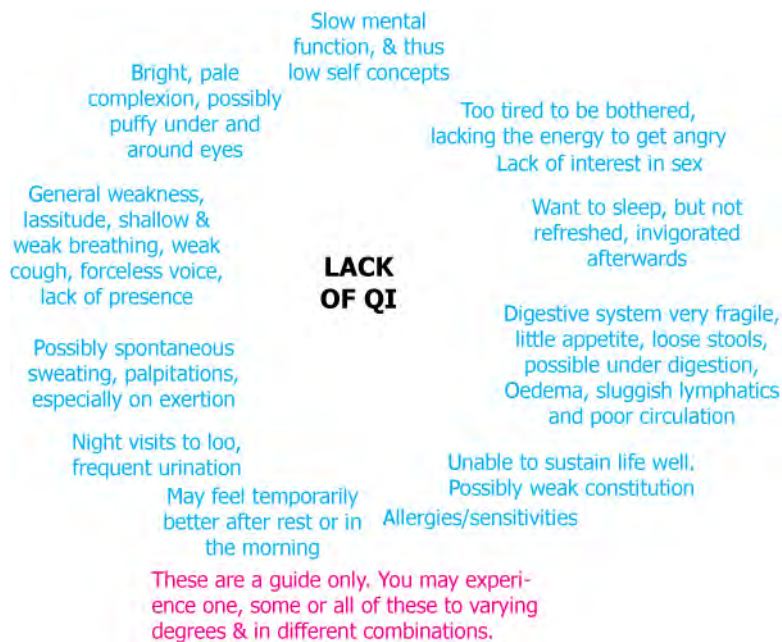 Slow mental
function, & thus
low self concepts
Bright, pale
complexion, possibly
puffy under and
around eyes
Too tired to be bothered,
lacking the energy to get angry
Lack of interest in sex
General weakness,
lassitude, shallow &
weak breathing, weak
cough, forceless voice,
lack of presence
Want to sleep, but not
refreshed, invigorated
afterwards
LACK
OF QI
Digestive system very fragile,
little appetite, loose stools,
possible under digestion,
Oedema, sluggish lymphatics
and poor circulation
Possibly spontaneous
sweating, palpitations,
especially on exertion
Night visits to loo,
frequent urination
Unable to sustain life well.
Possibly weak constitution
May feel temporarily
better after rest or in
the morning
Allergies/sensitivities
These are a guide only. You may experi-
ence one, some or all of these to varying
degrees & in different combinations.